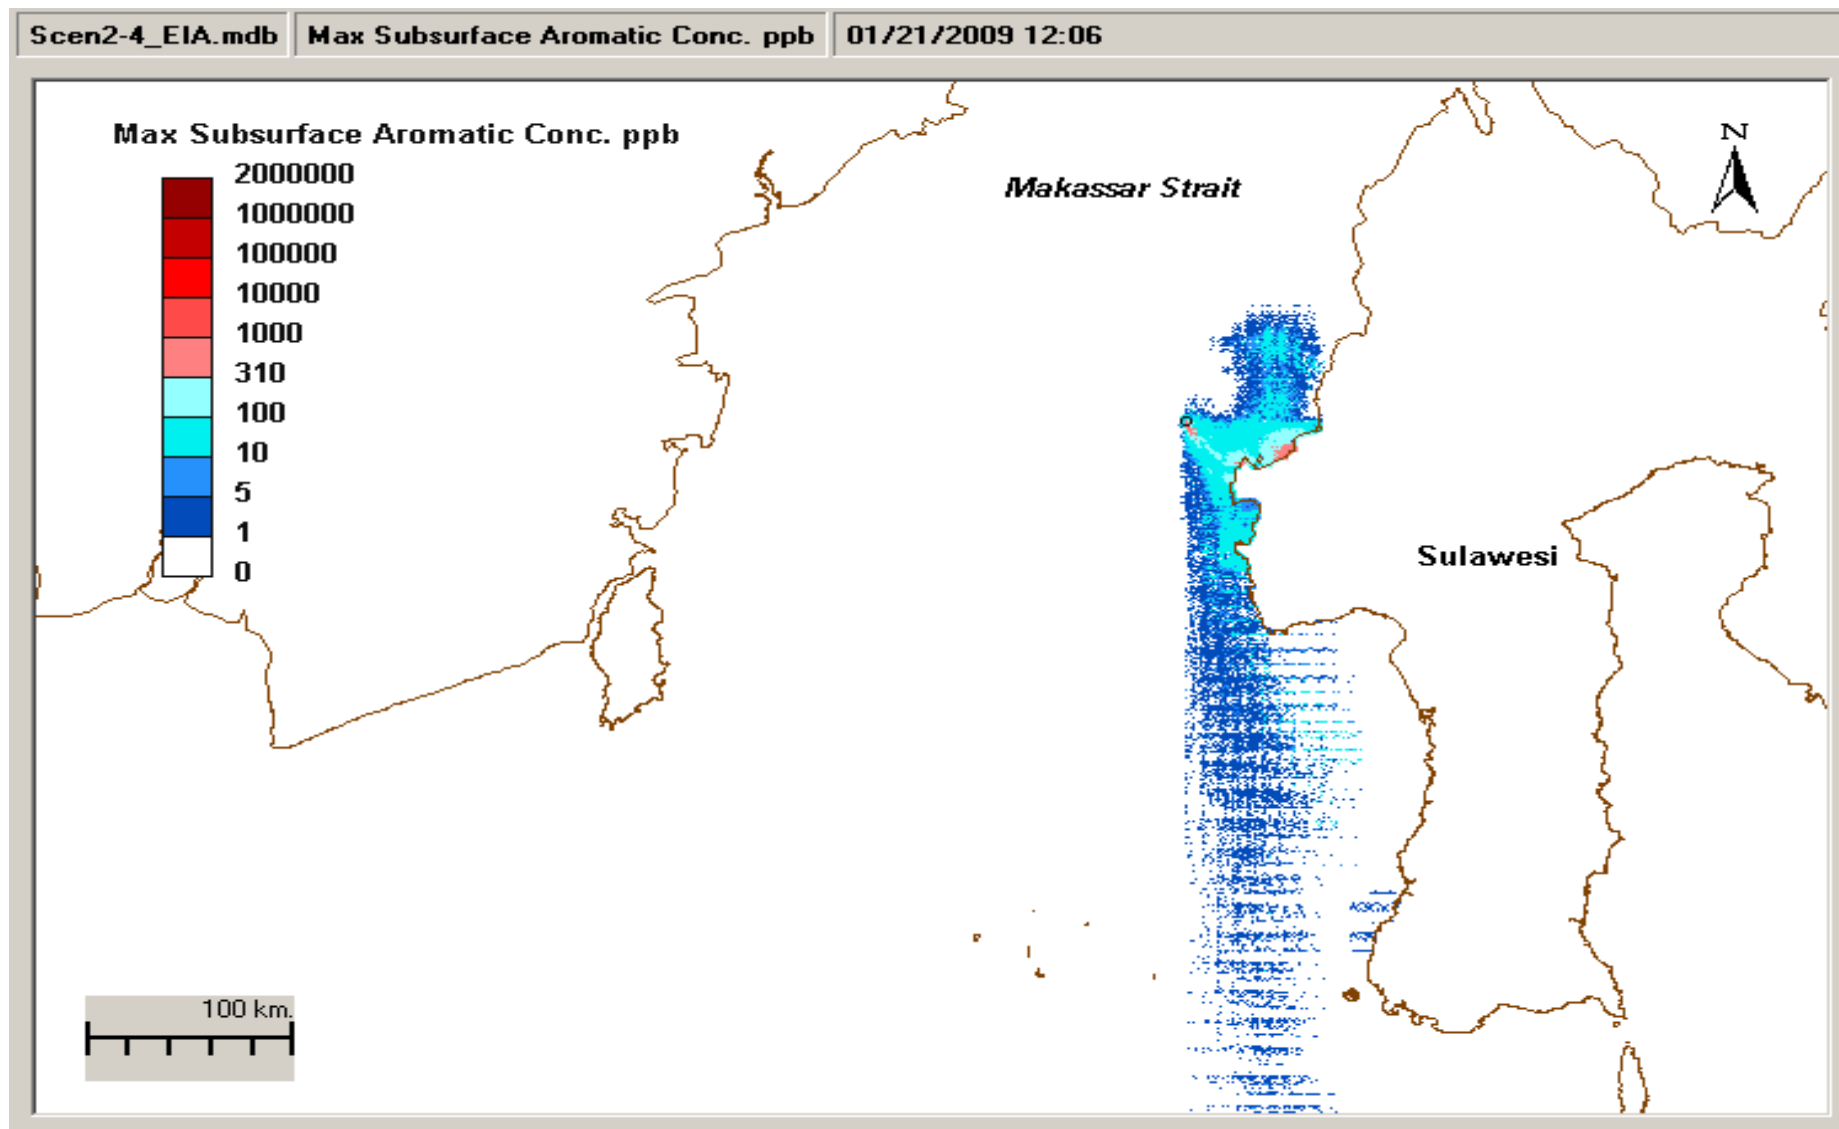 Scen2-4_EIA.mdb
Max Subsurface Aromatic Conc. ppb
01/21/2009 12:06
Max Subsurface Aromatic Conc. ppb
2000000
1000000
100000
10000
1000
310
100
10
5
1
0
Makassar Strait
N
Sulawesi
100 km.